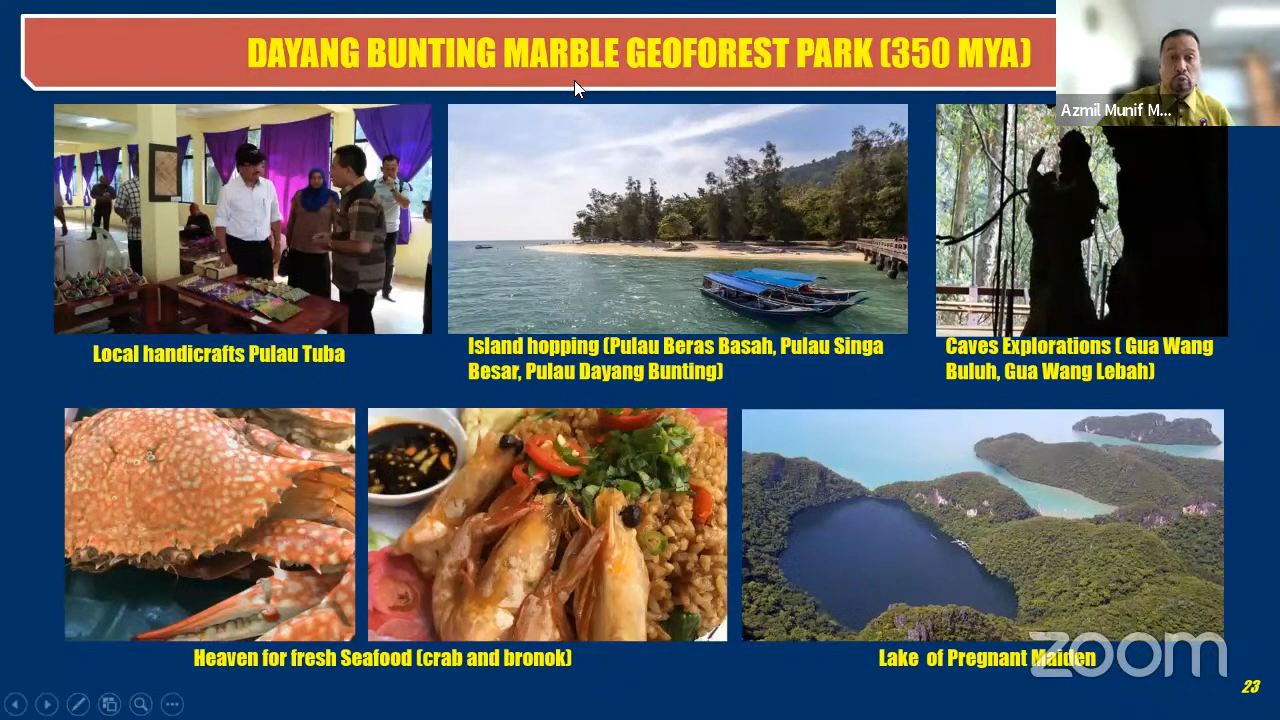 DAYANG BUNTING MARBLE GEOFOREST PARK (350 MYA)
Azmil Munif M...
Local handicrafts Pulau Tuba
Island hopping (Pulau Beras Basah, Pulau Singa
Besar, Pulau Dayang Bunting)
Caves Explorations ( Gua Wang
Buluh, Gua Wang Lebah)
Heaven for fresh Seafood (crab and bronok)
Lake of Pregnant Maiden
zoom
23